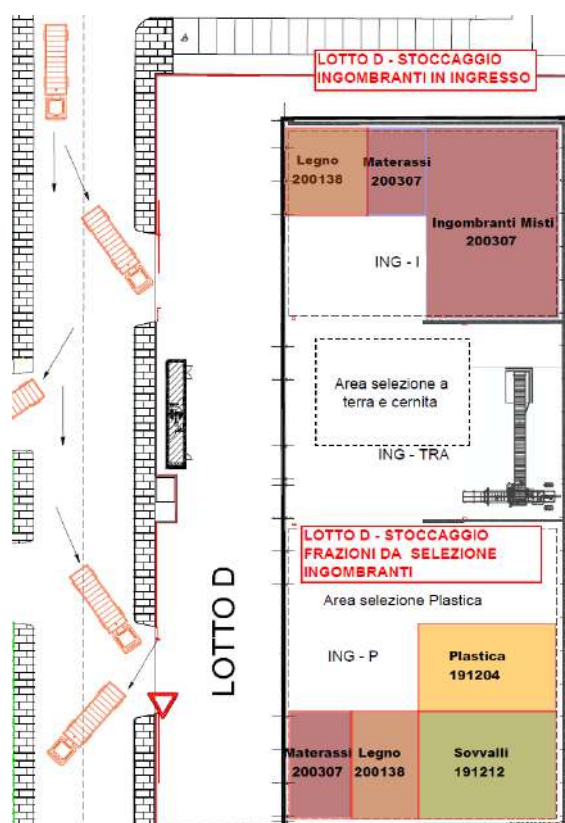 LOTTO D - STOCCAGGIO
INGOMBRANTI IN INGRESSO
Legno
200138
Materassi
200307
Ingombranti Misti
200307
ING - I
Area selezione a
terra e cernita
ING - TRA
LOTTO D - STOCCAGGIO
FRAZIONI DA SELEZIONE
INGOMBRANTI
Area selezione Plastica
LOTTO D
ING - P
Plastica
191204
Materassi
200307
Legno
200138
Sovvalli
191212